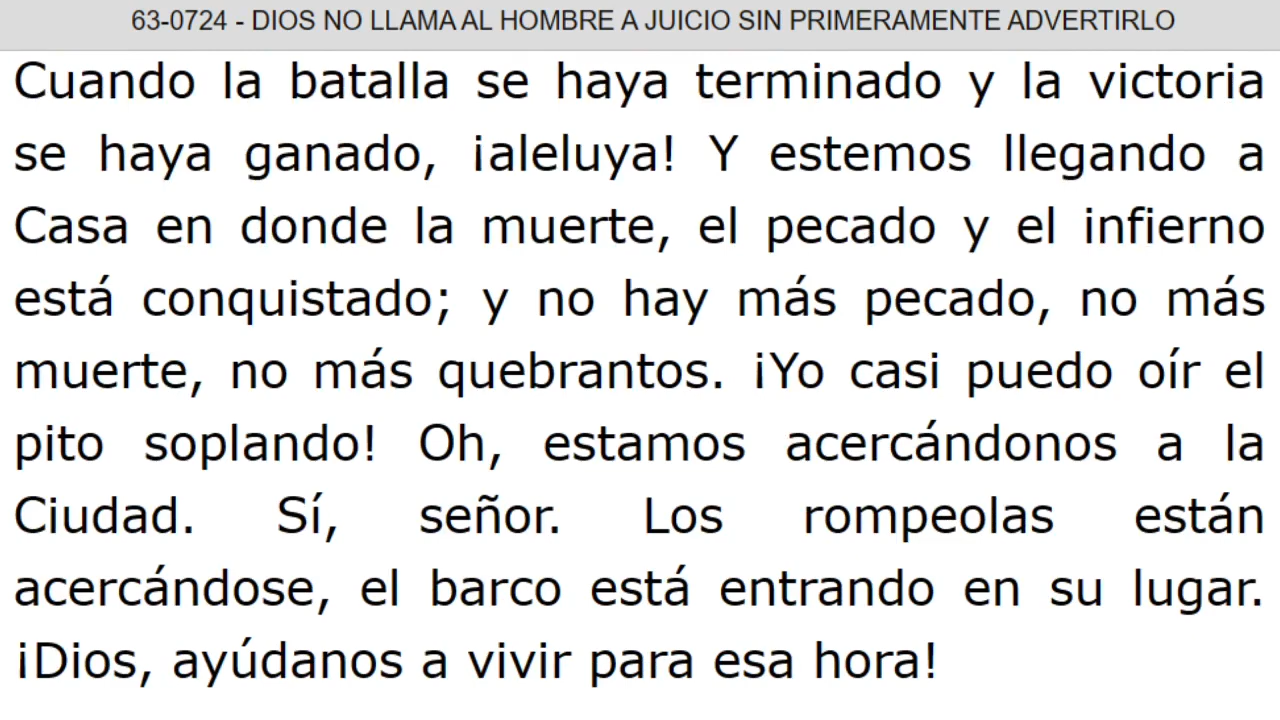 63-0724 - DIOS NO LLAMA AL HOMBRE A JUICIO SIN PRIMERAMENTE ADVERTIRLO
Cuando la batalla se haya terminado y la victoria
se haya ganado, ¡aleluya! Y estemos llegando a
Casa en donde la muerte, el pecado y el infierno
está conquistado; y no hay más pecado, no más
muerte, no más quebrantos. ¡Yo casi puedo oír el
pito soplando! Oh, estamos acercándonos a la
Ciudad. Sí, señor. Los rompeolas están
acercándose, el barco está entrando en su lugar.
¡Dios, ayúdanos a vivir para esa hora!